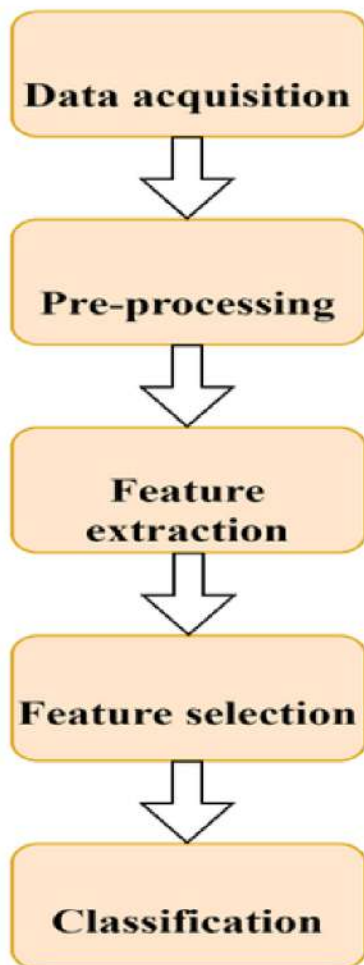 Data acquisition
Pre-processing
Feature
extraction
Feature selection
Classification